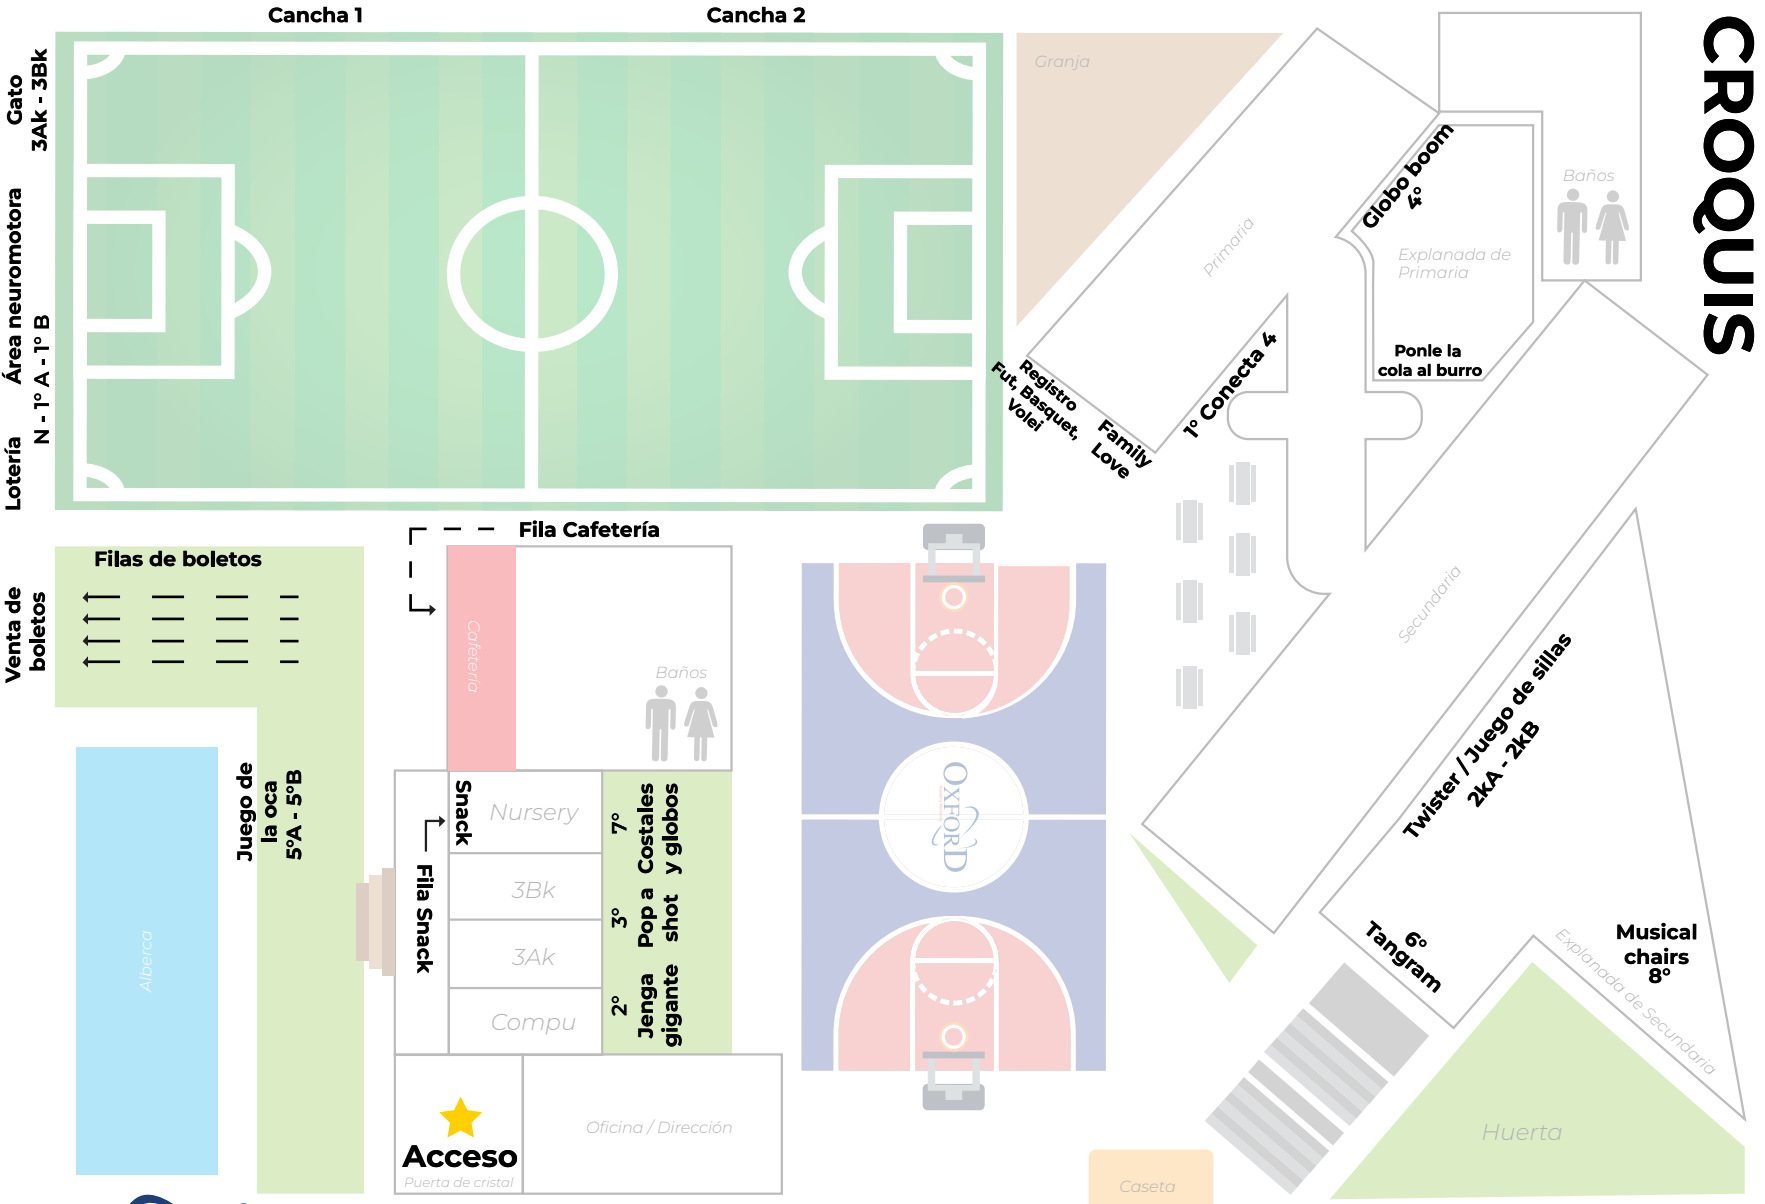 CROQUIS
Cancha 1
Cancha 2
Gato
3Ak - 3Bk
Área neuromotora
N - 1° A - 1° B
Lotería
Granja
Primaria
Globo boom
4°
Explanada de
Primaria
Baños
Ponle la
cola al burro
1° Conecta 4
Registro
Fut, Basquet,
Volei
Family
Love
Fila Cafetería
Filas de boletos
Venta de
boletos
Cafetería
Baños
Secundaria
Twister / Juego de sillas
2kA - 2kB
Juego de
la oca
5°A - 5°B
Snack
Fila Snack
Nursery
3Bk
3Ak
Compu
7°
Costales
y globos
3°
Pop a
shot
2°
Jenga
gigante
OXFORD
Alberca
6°
Tangram
Musical
chairs
8°
Explanada de Secundaria
Huerta
Acceso
Puerta de cristal
Oficina / Dirección
Caseta